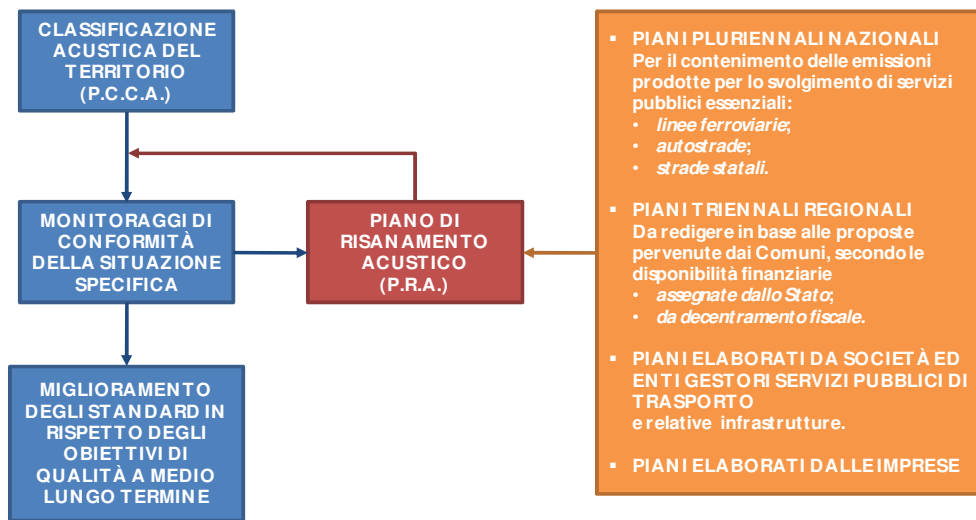 CLASSIFICAZIONE
ACUSTICA DEL
TERRITORIO
(P.C.C.A.)
MONITORAGGI DI
CONFORMITÀ
DELLA SITUAZIONE
SPECIFICA
MIGLIORAMENTO
DEGLI STANDARD IN
RISPETTO DEGLI
OBIETTIVI DI
QUALITÀ A MEDIO
LUNGO TERMINE
PIANO DI
RISANAMENTO
ACUSTICO
(P.R.A.)
▪ PIANI PLURIENNALI NAZIONALI
Per il contenimento delle emissioni
prodotte per lo svolgimento di servizi
pubblici essenziali:
• linee ferroviarie;
• autostrade;
• strade statali.
▪ PIANI TRIENNALI REGIONALI
Da redigere in base alle proposte
pervenute dai Comuni, secondo le
disponibilità finanziarie
• assegnate dallo Stato;
• da decentramento fiscale.
▪ PIANI ELABORATI DA SOCIETÀ ED
ENTI GESTORI SERVIZI PUBBLICI DI
TRASPORTO
e relative infrastrutture.
▪ PIANI ELABORATI DALLE IMPRESE